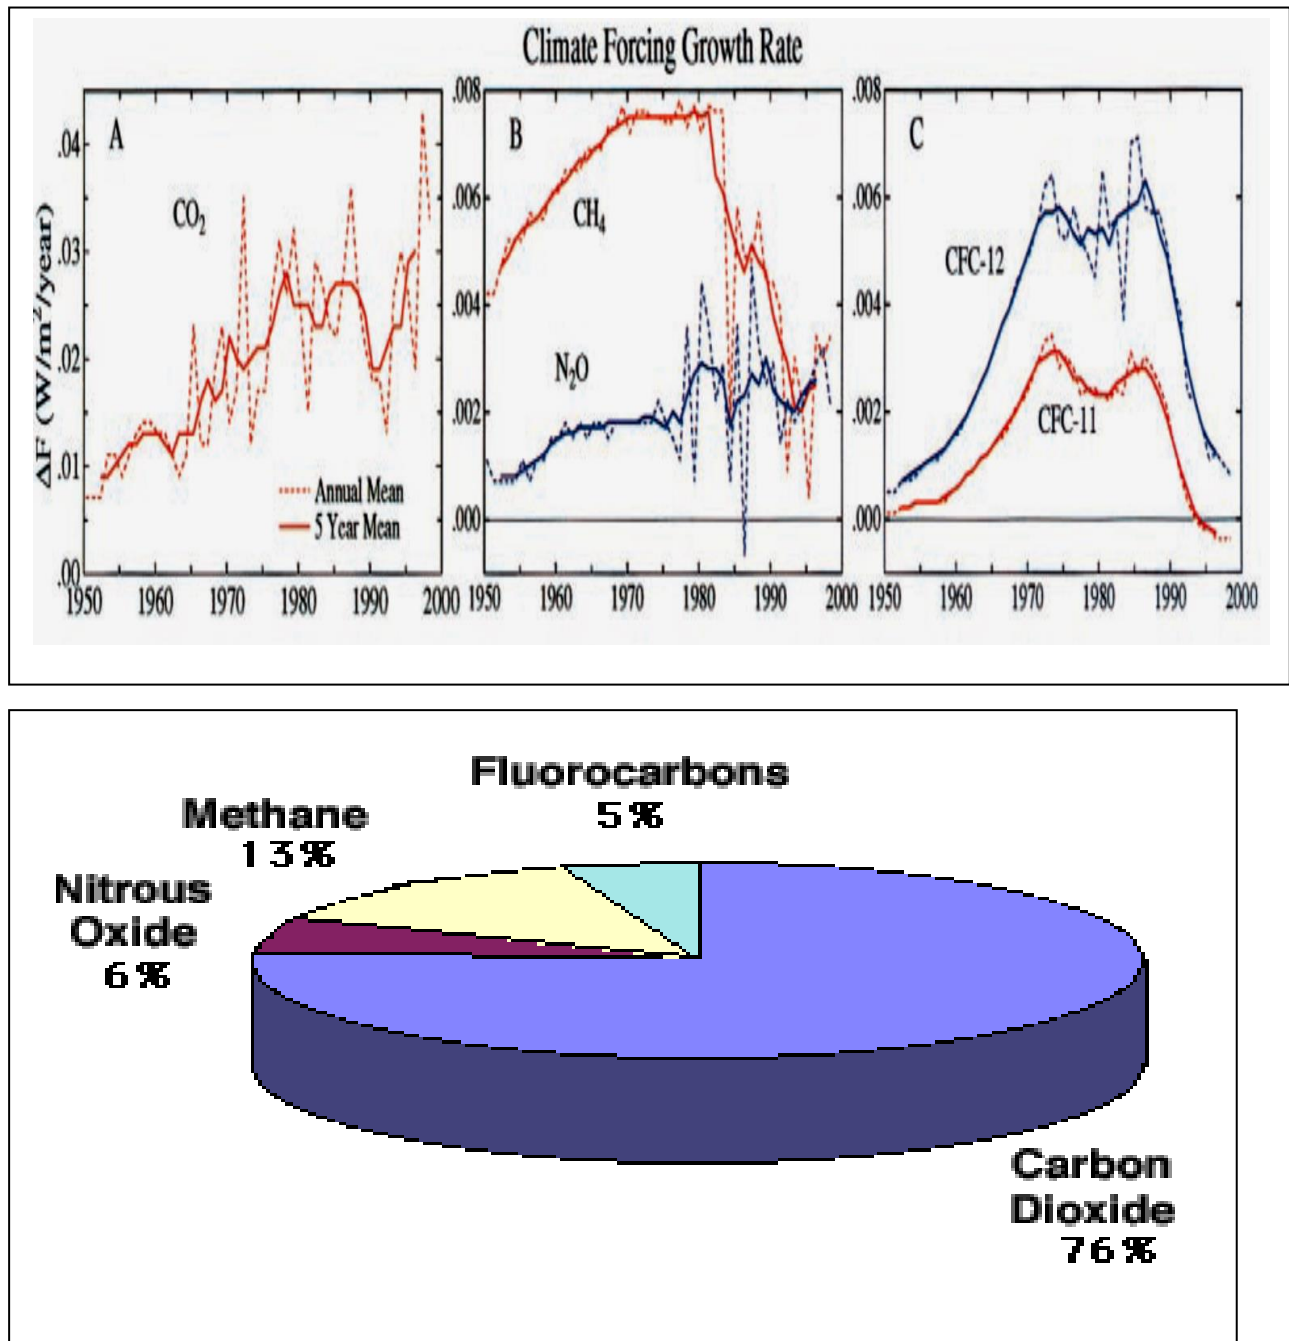 Climate Forcing Growth Rate
ΔF (W/m²/year)
A
.04
.03
.02
.01
.00
CO₂
Annual Mean
5 Year Mean
1950 1960 1970 1980 1990 2000
B
.008
.006
.004
.002
.000
CH₄
N₂O
1950 1960 1970 1980 1990 2000
C
.008
.006
.004
.002
.000
CFC-12
CFC-11
1950 1960 1970 1980 1990 2000
Fluorocarbons
5%
Methane
13%
Nitrous
Oxide
6%
Carbon
Dioxide
76%